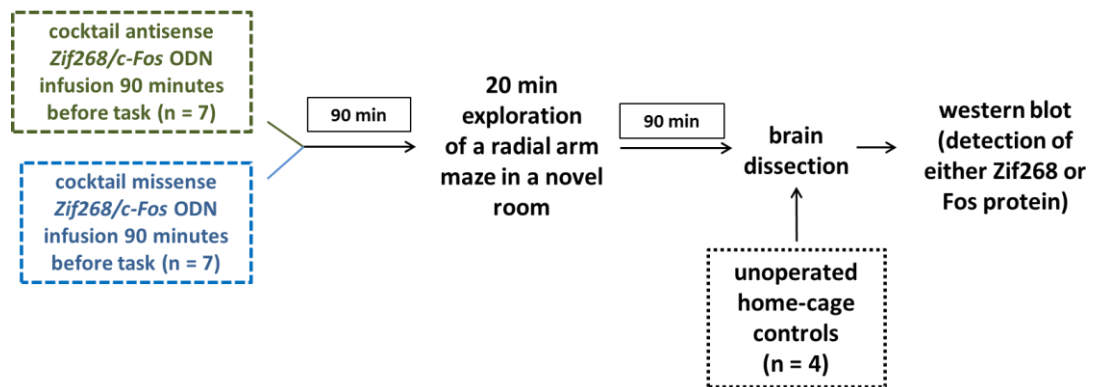 cocktail antisense
Zif268/c-Fos ODN
infusion 90 minutes
before task (n = 7)
cocktail missense
Zif268/c-Fos ODN
infusion 90 minutes
before task (n = 7)
90 min
20 min
exploration
of a radial arm
maze in a novel
room
90 min
brain
dissection
unoperated
home-cage
controls
(n = 4)
western blot
(detection of
either Zif268 or
Fos protein)